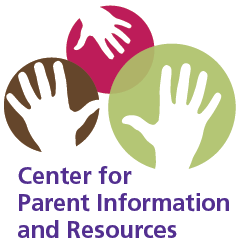 Center for
Parent Information
and Resources